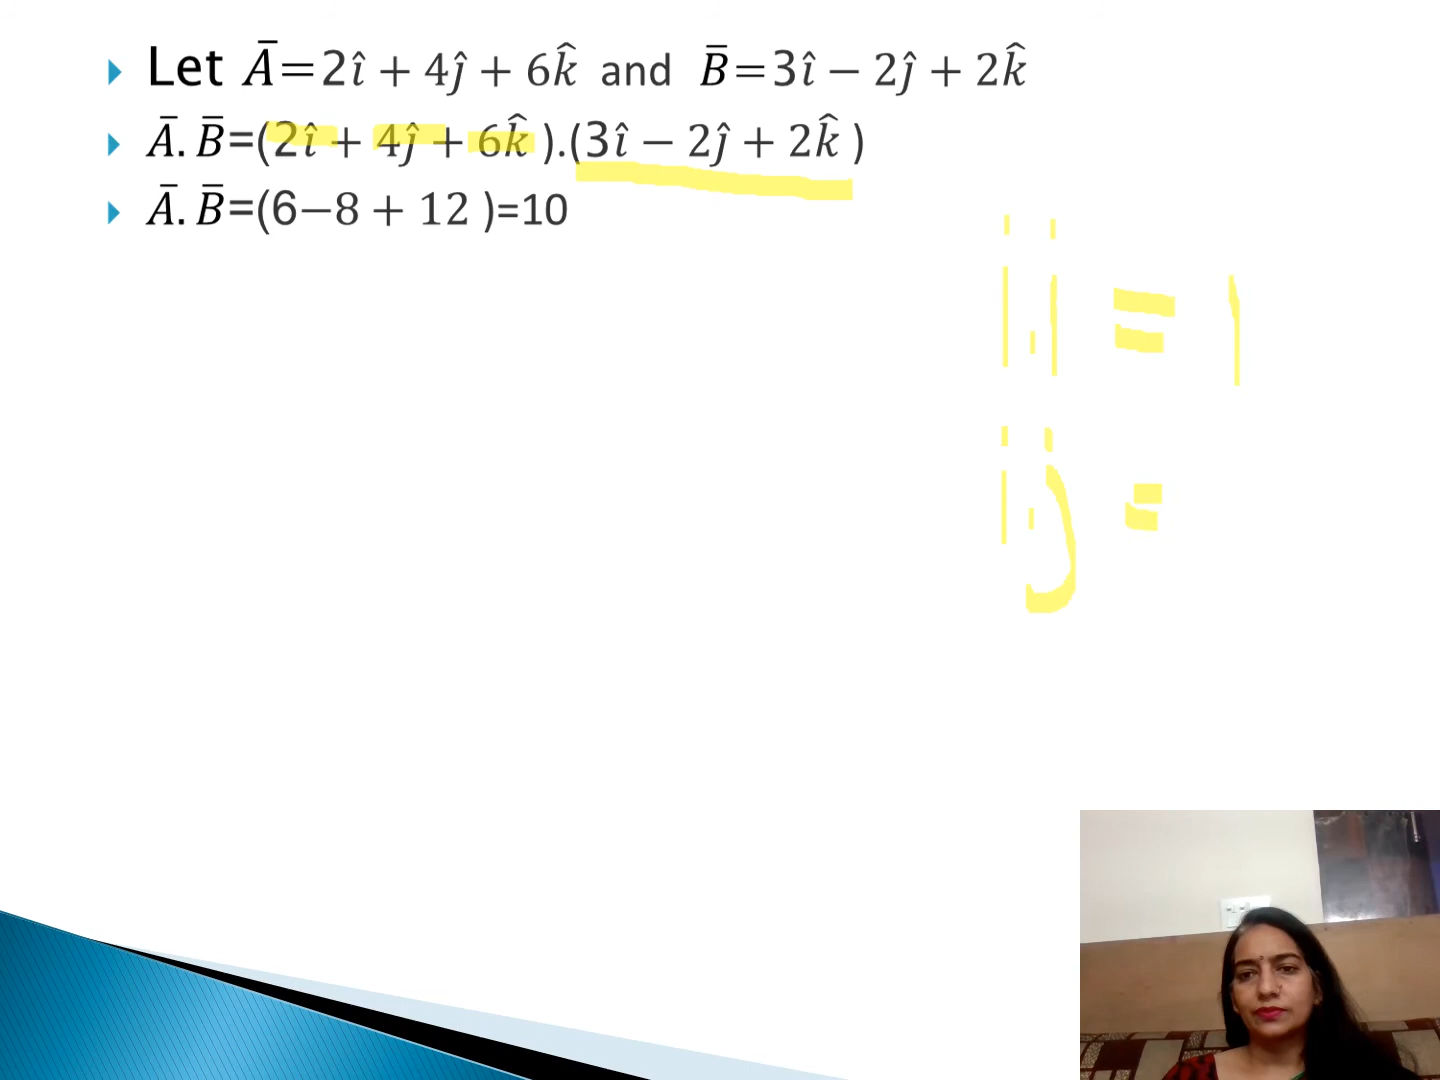 Let A̅=2î + 4ĵ + 6k̂ and B̅=3î − 2ĵ + 2k̂
A̅. B̅=(2î + 4ĵ + 6k̂ ).(3î − 2ĵ + 2k̂ )
A̅. B̅=(6−8 + 12 )=10
i.i = 1
i.j =